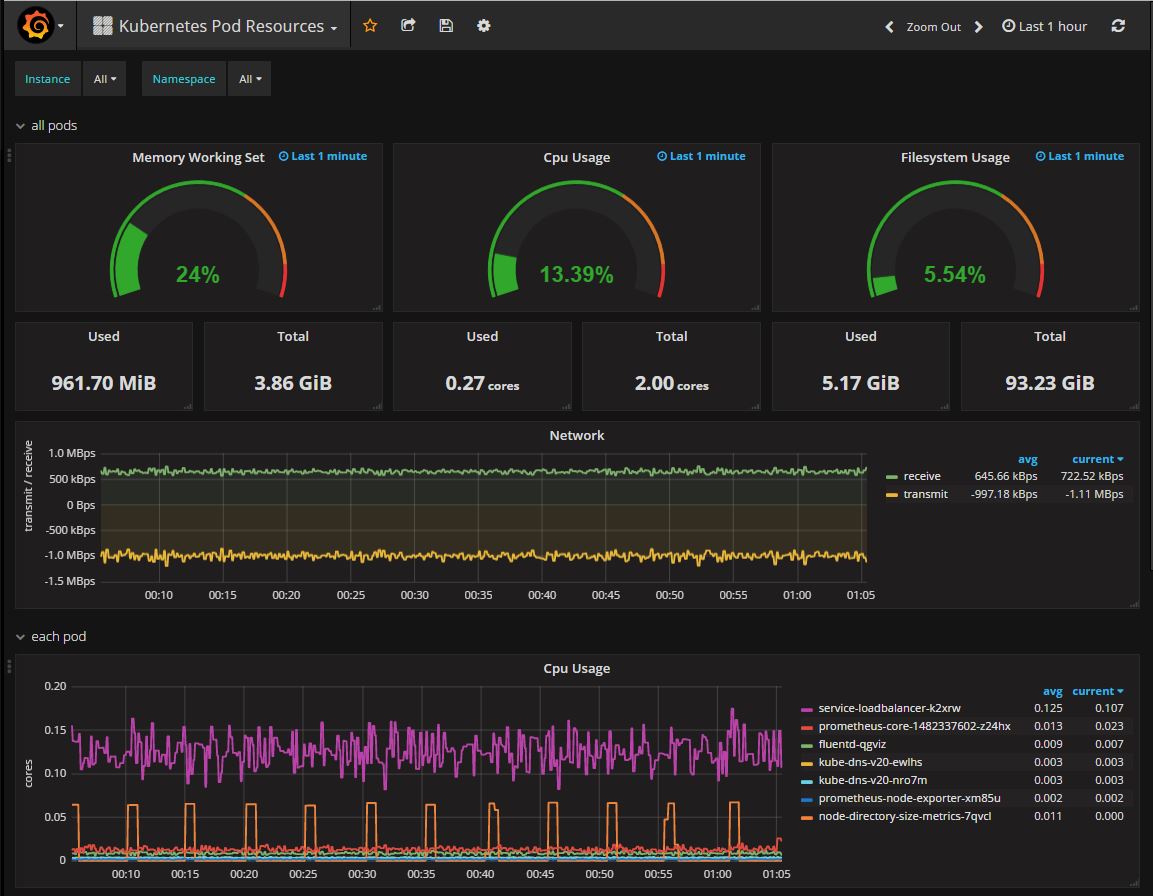 Kubernetes Pod Resources
Zoom Out
Last 1 hour
Instance All Namespace All
all pods
Memory Working Set Last 1 minute
24%
Cpu Usage Last 1 minute
13.39%
Filesystem Usage Last 1 minute
5.54%
Used
961.70 MiB
Total
3.86 GiB
Used
0.27 cores
Total
2.00 cores
Used
5.17 GiB
Total
93.23 GiB
Network
transmit / receive
1.0 MBps
500 kBps
0 Bps
-500 kBps
-1.0 MBps
-1.5 MBps
00:10 00:15 00:20 00:25 00:30 00:35 00:40 00:45 00:50 00:55 01:00 01:05
avg current
receive 645.66 kBps 722.52 kBps
transmit -997.18 kBps -1.11 MBps
each pod
Cpu Usage
cores
0.20
0.15
0.10
0.05
0
00:10 00:15 00:20 00:25 00:30 00:35 00:40 00:45 00:50 00:55 01:00 01:05
avg current
service-loadbalancer-k2xrw 0.125 0.107
prometheus-core-1482337602-z24hx 0.013 0.023
fluentd-qgviz 0.009 0.007
kube-dns-v20-ewlhs 0.003 0.003
kube-dns-v20-nro7m 0.003 0.003
prometheus-node-exporter-xm85u 0.002 0.002
node-directory-size-metrics-7qvcl 0.011 0.000